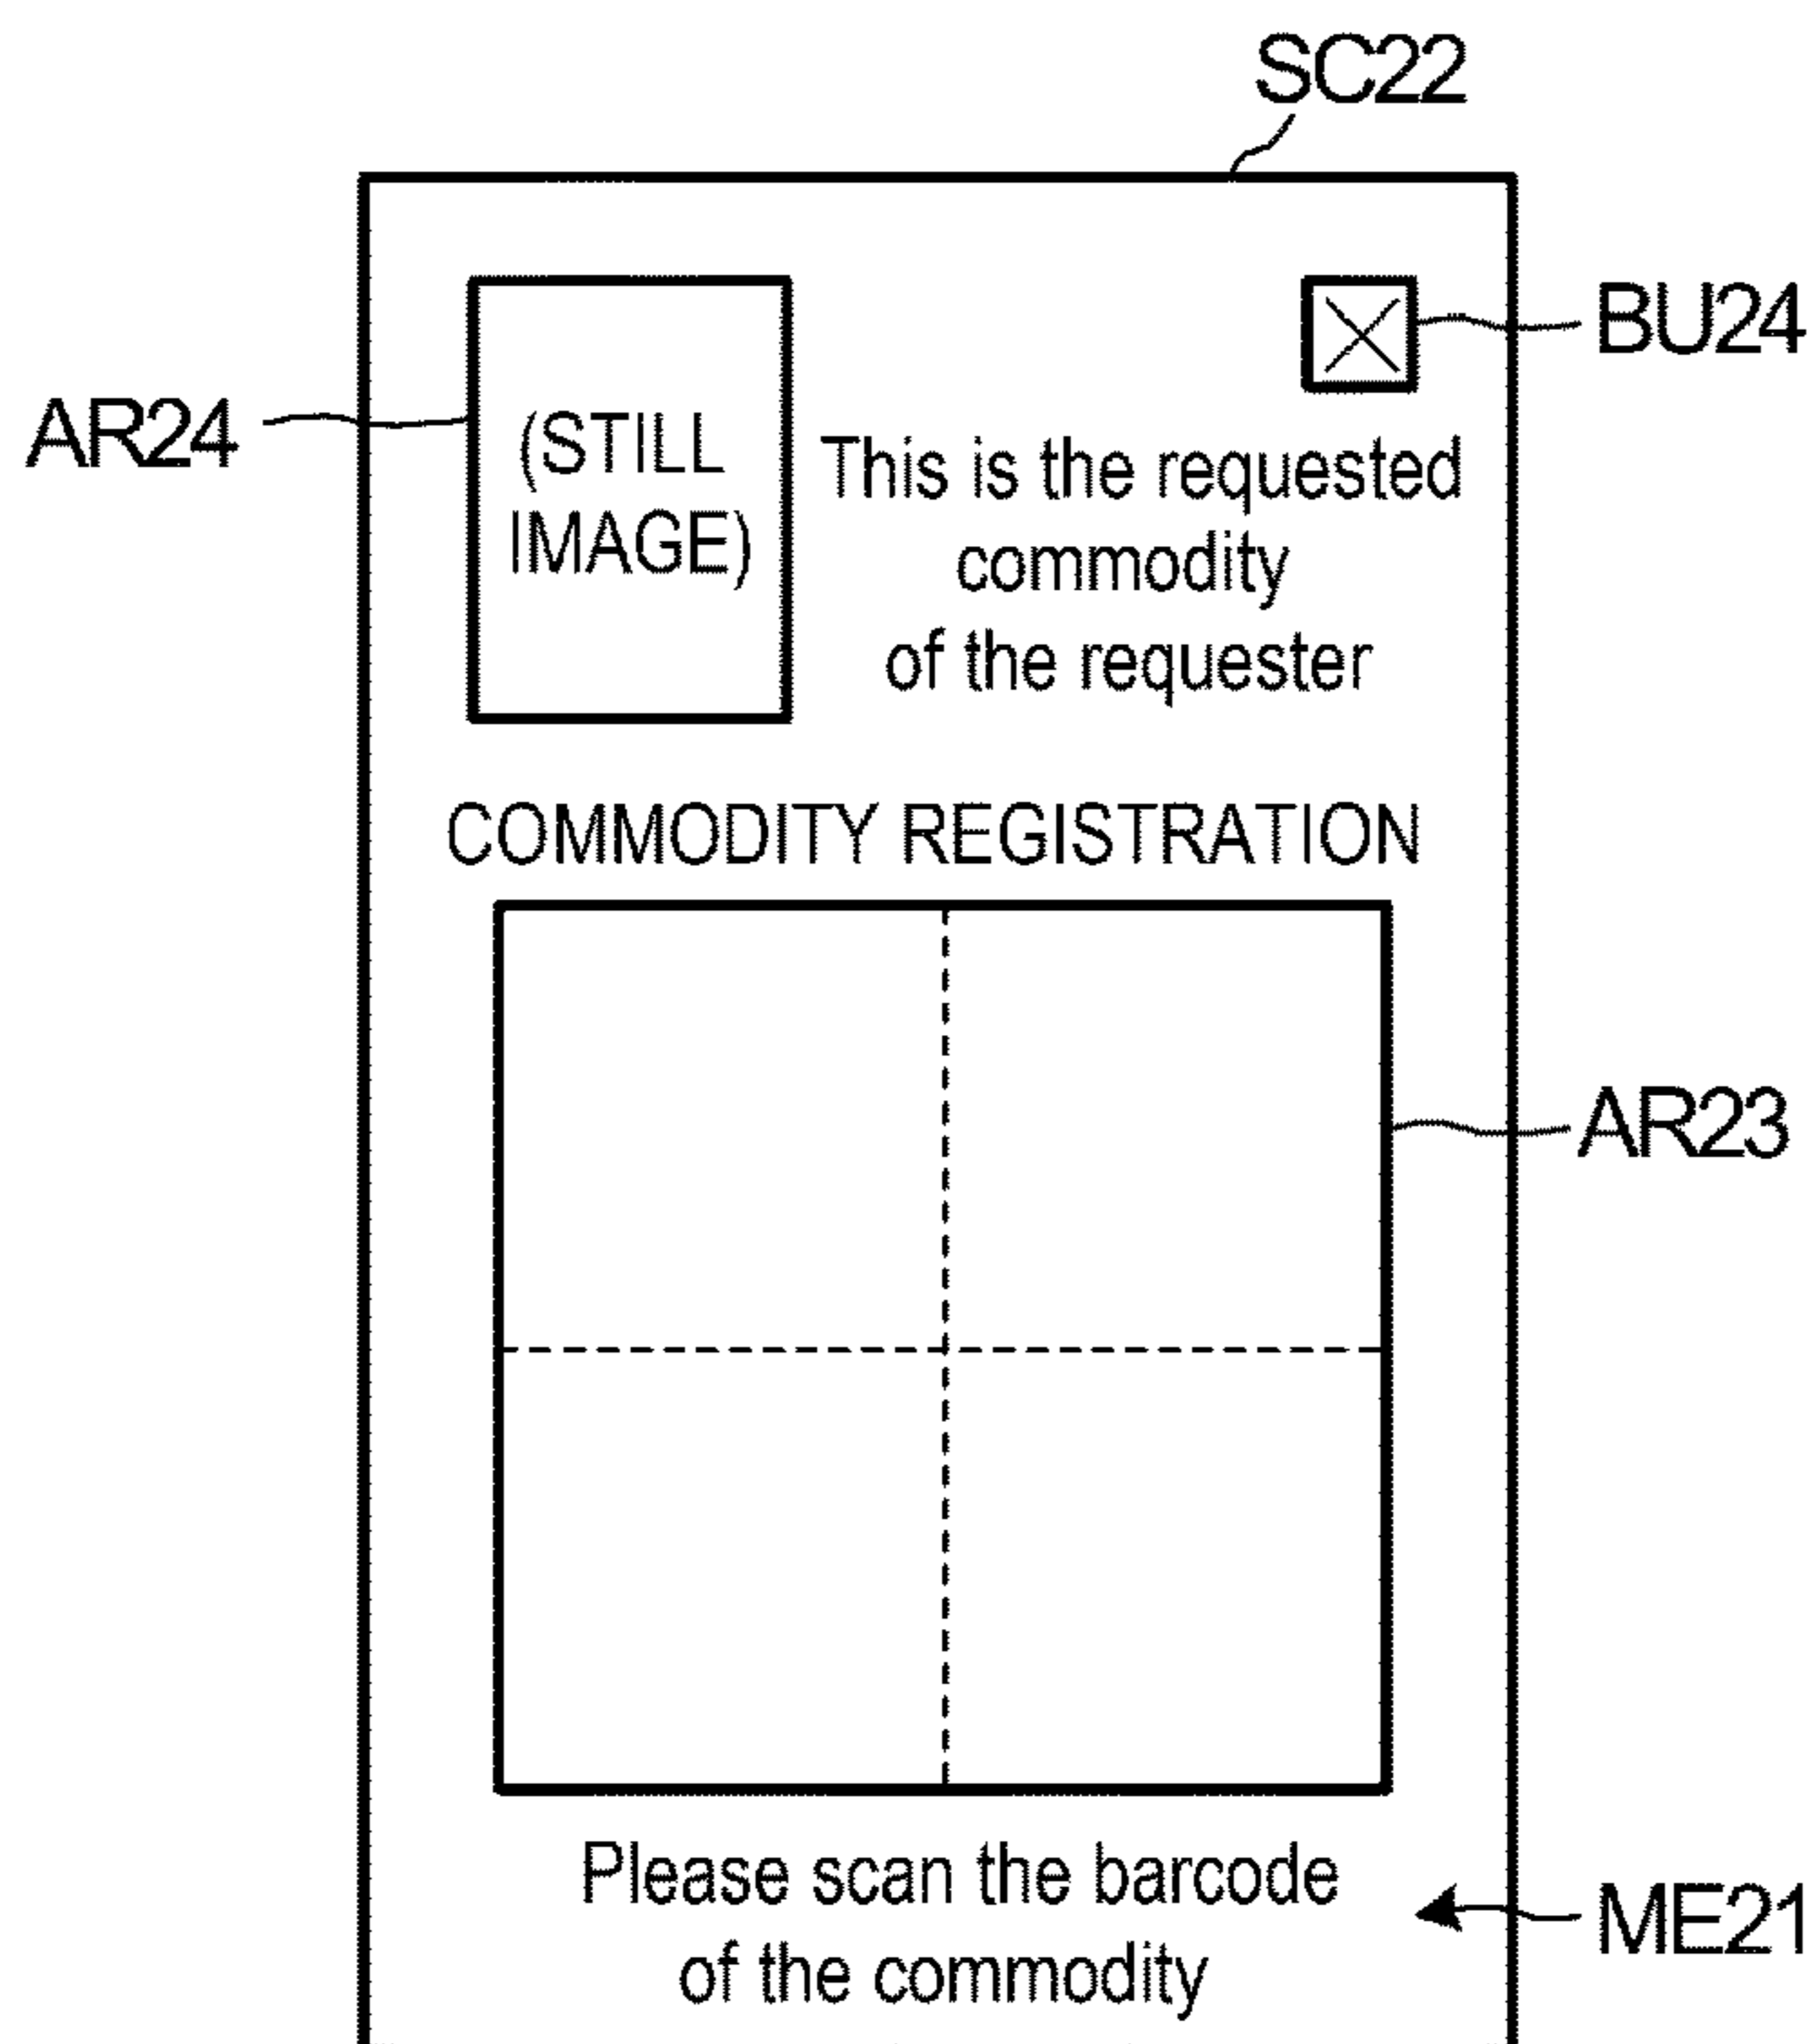 SC22
BU24
AR24
(STILL
IMAGE)
This is the requested
commodity
of the requester
COMMODITY REGISTRATION
AR23
Please scan the barcode
of the commodity
ME21